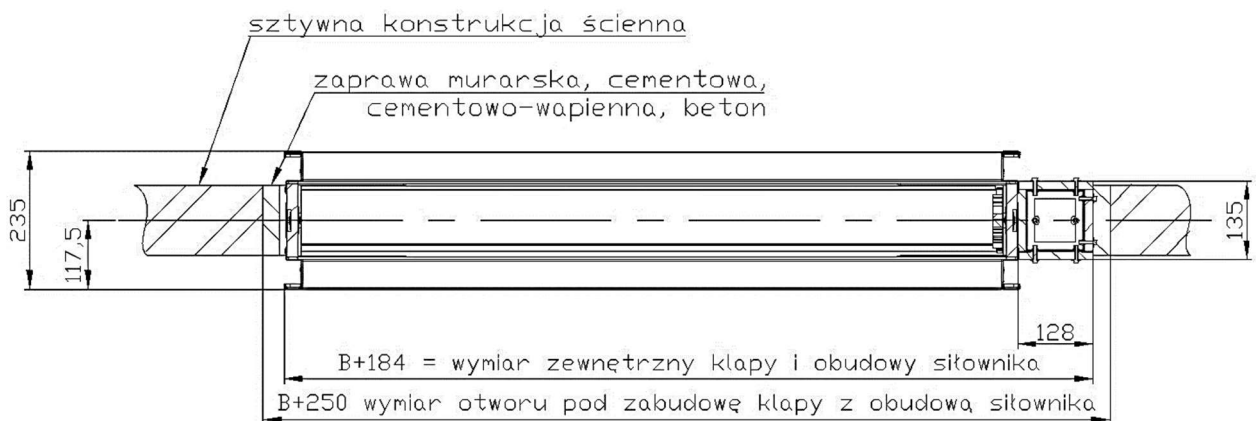 sztywna konstrukcja ścienna
zaprawa murarska, cementowa,
cementowo-wapienna, beton
235
117,5
135
128
B+184 = wymiar zewnętrzny klapy i obudowy siłownika
B+250 wymiar otworu pod zabudowę klapy z obudową siłownika